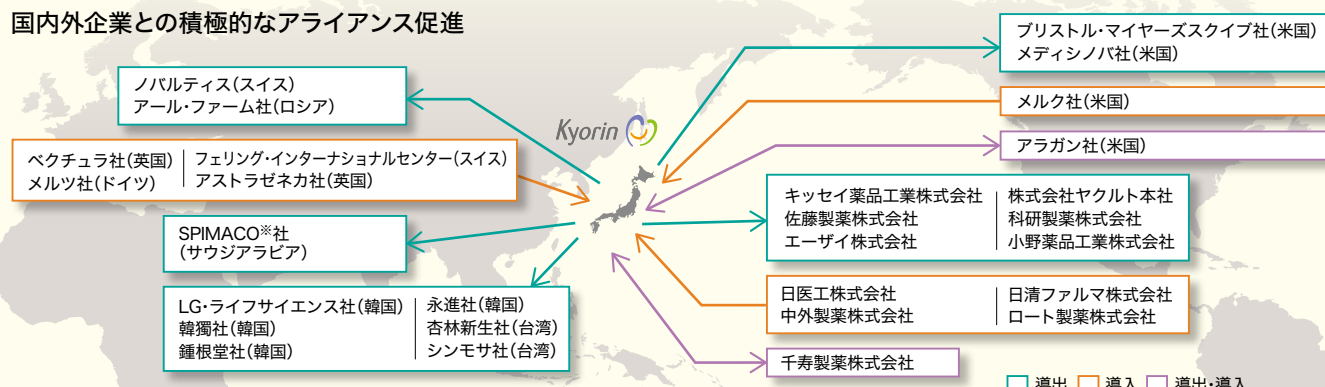 国内外企業との積極的なアライアンス促進
ブリストル・マイヤーズスクイブ社(米国)
メディシノバ社(米国)
ノバルティス(スイス)
アール・ファーム社(ロシア)
メルク社(米国)
Kyorin
アラガン社(米国)
ベクチュラ社(英国)
メルツ社(ドイツ)
フェリング・インターナショナルセンター(スイス)
アストラゼネカ社(英国)
キッセイ薬品工業株式会社
佐藤製薬株式会社
エーザイ株式会社
株式会社ヤクルト本社
科研製薬株式会社
小野薬品工業株式会社
SPIMACO※社
(サウジアラビア)
LG・ライフサイエンス社(韓国)
韓獨社(韓国)
鍾根堂社(韓国)
永進社(韓国)
杏林新生社(台湾)
シンモサ社(台湾)
日医工株式会社
中外製薬株式会社
日清ファルマ株式会社
ロート製薬株式会社
千寿製薬株式会社
導出 導入 導出・導入